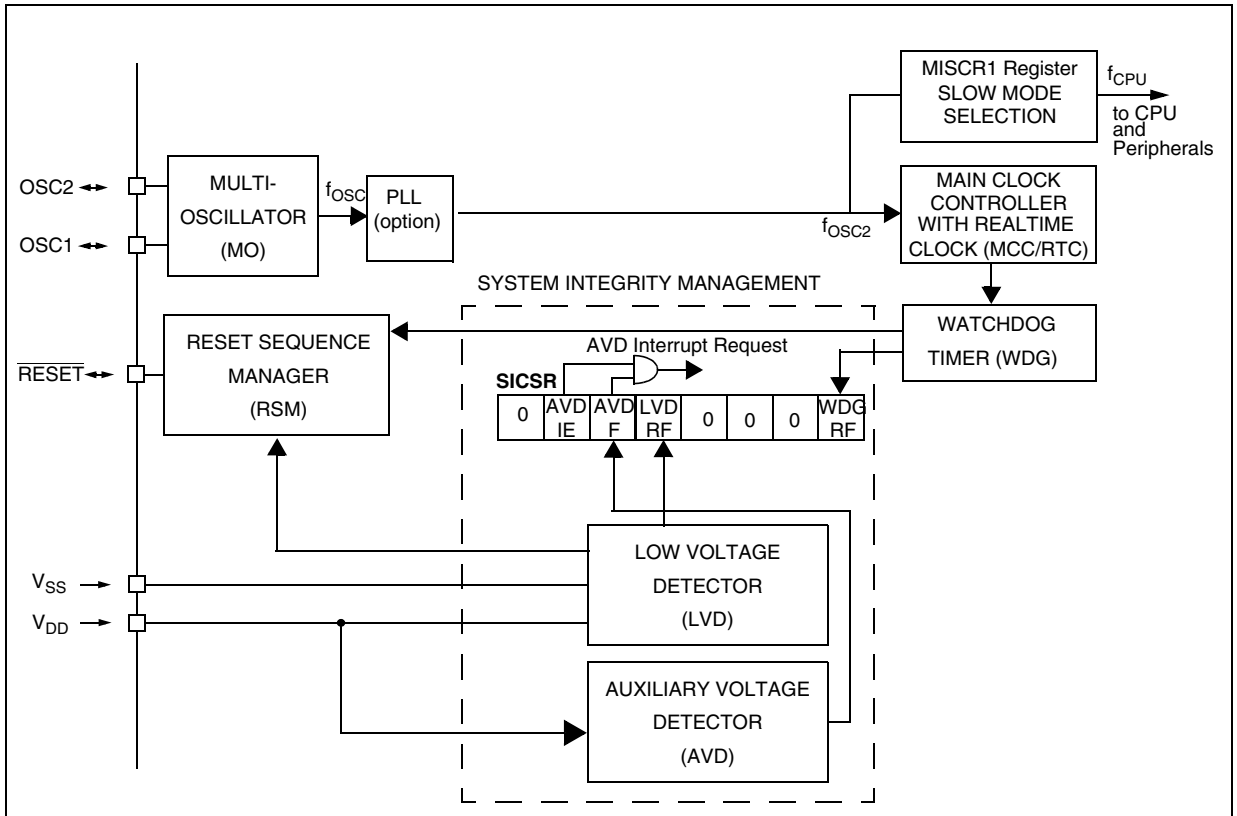 MISCR1 Register
SLOW MODE
SELECTION
fCPU
to CPU
and
Peripherals
OSC2
OSC1
MULTI-
OSCILLATOR
(MO)
fOSC
PLL
(option)
fOSC2
MAIN CLOCK
CONTROLLER
WITH REALTIME
CLOCK (MCC/RTC)
SYSTEM INTEGRITY MANAGEMENT
RESET
RESET SEQUENCE
MANAGER
(RSM)
WATCHDOG
TIMER (WDG)
AVD Interrupt Request
SICSR
0
AVD
IE
AVD
F
LVD
RF
0
0
0
WDG
RF
VSS
VDD
LOW VOLTAGE
DETECTOR
(LVD)
AUXILIARY VOLTAGE
DETECTOR
(AVD)